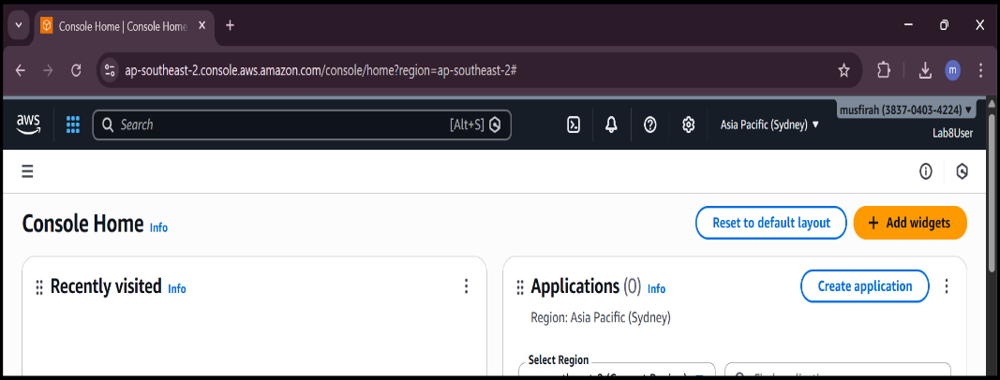 Console Home | Console Home
ap-southeast-2.console.aws.amazon.com/console/home?region=ap-southeast-2#
m
aws
Search
[Alt+S]
Asia Pacific (Sydney) ▼
musfirah (3837-0403-4224) ▼
Lab8User
Console Home Info
Reset to default layout
+ Add widgets
Recently visited Info
Applications (0) Info
Create application
Region: Asia Pacific (Sydney)
Select Region